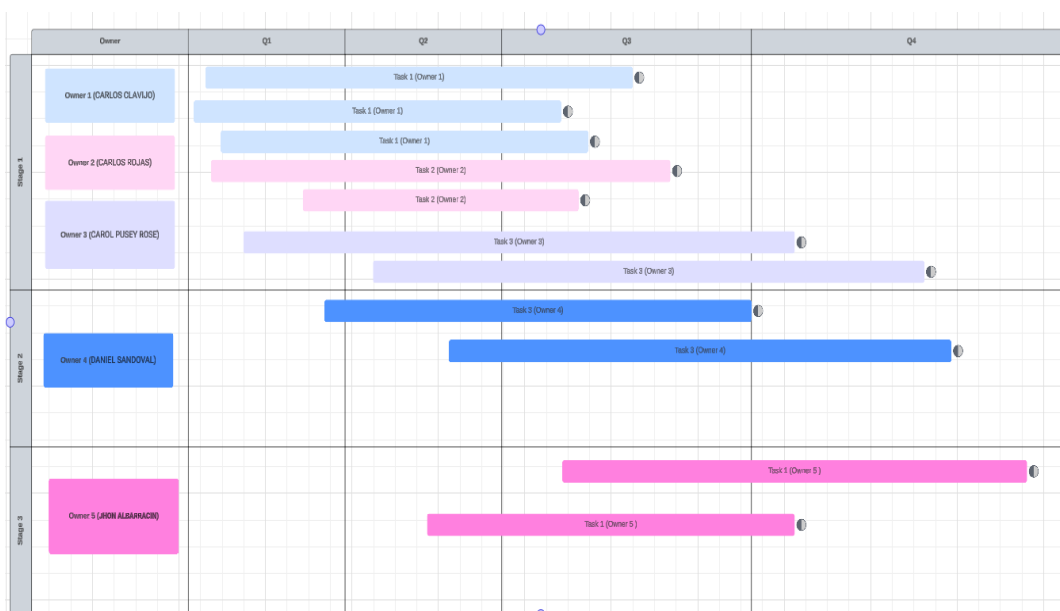 Owner Q1 Q2 Q3 Q4
Stage 1
Owner 1 (CARLOS CLAVIJO)
Task 1 (Owner 1)
Task 1 (Owner 1)
Task 1 (Owner 1)
Owner 2 (CARLOS ROJAS)
Task 2 (Owner 2)
Task 2 (Owner 2)
Owner 3 (CAROL PUSEY ROSE)
Task 3 (Owner 3)
Task 3 (Owner 3)
Stage 2
Owner 4 (DANIEL SANDOVAL)
Task 3 (Owner 4)
Task 3 (Owner 4)
Stage 3
Owner 5 (JHON ALBARRACIN)
Task 1 (Owner 5 )
Task 1 (Owner 5 )